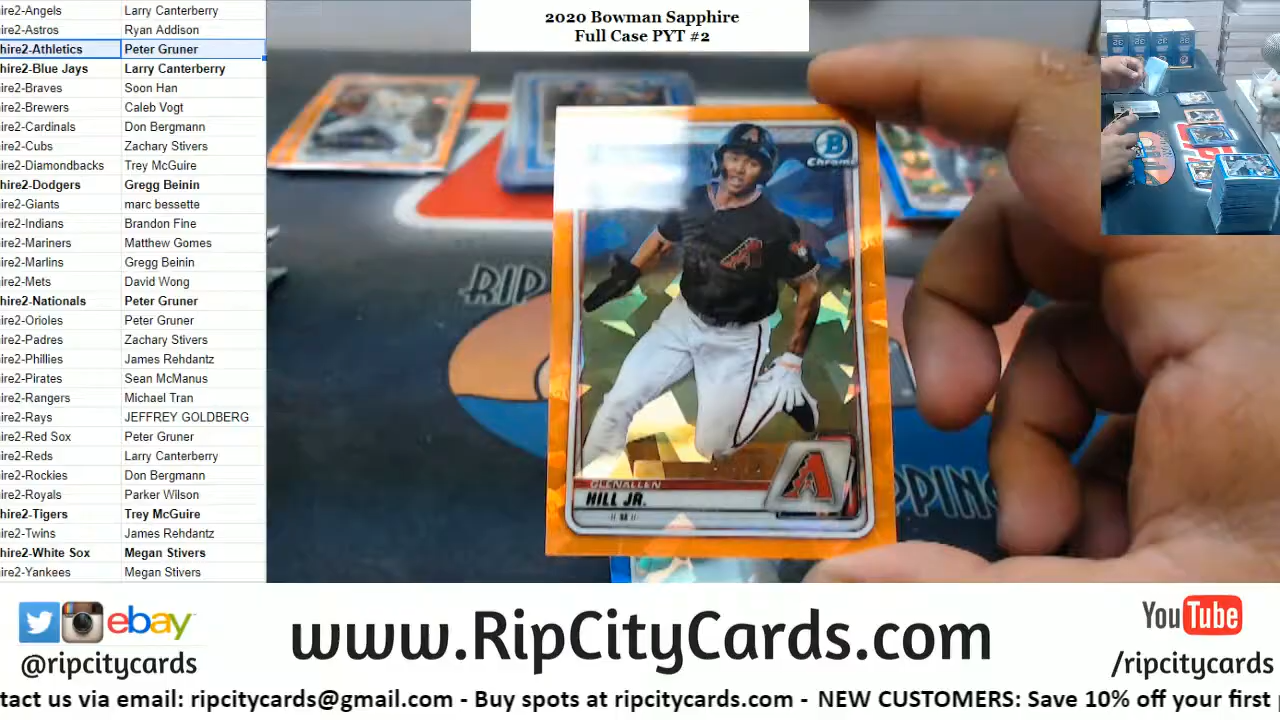 hire2-Angels Larry Canterberry
hire2-Astros Ryan Addison
hire2-Athletics Peter Gruner
hire2-Blue Jays Larry Canterberry
ire2-Braves Soon Han
ire2-Brewers Caleb Vogt
ire2-Cardinals Don Bergmann
ire2-Cubs Zachary Stivers
ire2-Diamondbacks Trey McGuire
hire2-Dodgers Gregg Beinin
ire2-Giants marc bessette
ire2-Indians Brandon Fine
ire2-Mariners Matthew Gomes
ire2-Marlins Gregg Beinin
ire2-Mets David Wong
hire2-Nationals Peter Gruner
ire2-Orioles Peter Gruner
ire2-Padres Zachary Stivers
ire2-Phillies James Rehdantz
ire2-Pirates Sean McManus
ire2-Rangers Michael Tran
ire2-Rays JEFFREY GOLDBERG
ire2-Red Sox Peter Gruner
ire2-Reds Larry Canterberry
ire2-Rockies Don Bergmann
ire2-Royals Parker Wilson
hire2-Tigers Trey McGuire
ire2-Twins James Rehdantz
hire2-White Sox Megan Stivers
ire2-Yankees Megan Stivers
2020 Bowman Sapphire
Full Case PYT #2
RIP
B
Chrome
A
GLENALLEN
HILL JR.
SS
PPING
ebay
@ripcitycards
www.RipCityCards.com
YouTube
/ripcitycards
tact us via email: ripcitycards@gmail.com - Buy spots at ripcitycards.com - NEW CUSTOMERS: Save 10% off your first